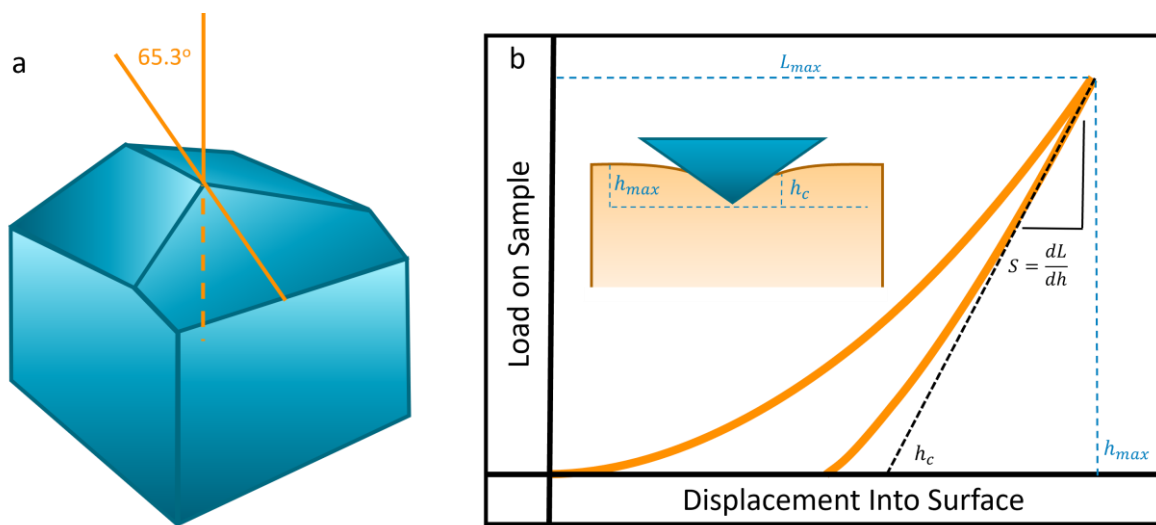 a
65.3°
b
L_max
h_max
h_c
S = dL/dh
h_c
h_max
Load on Sample
Displacement Into Surface